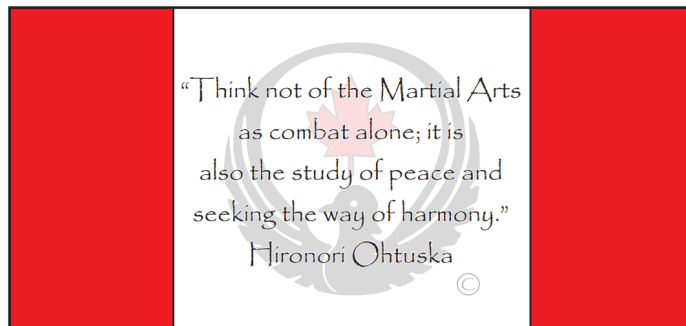 “Think not of the Martial Arts
as combat alone; it is
also the study of peace and
seeking the way of harmony.”
Hironori Ohtuska
©